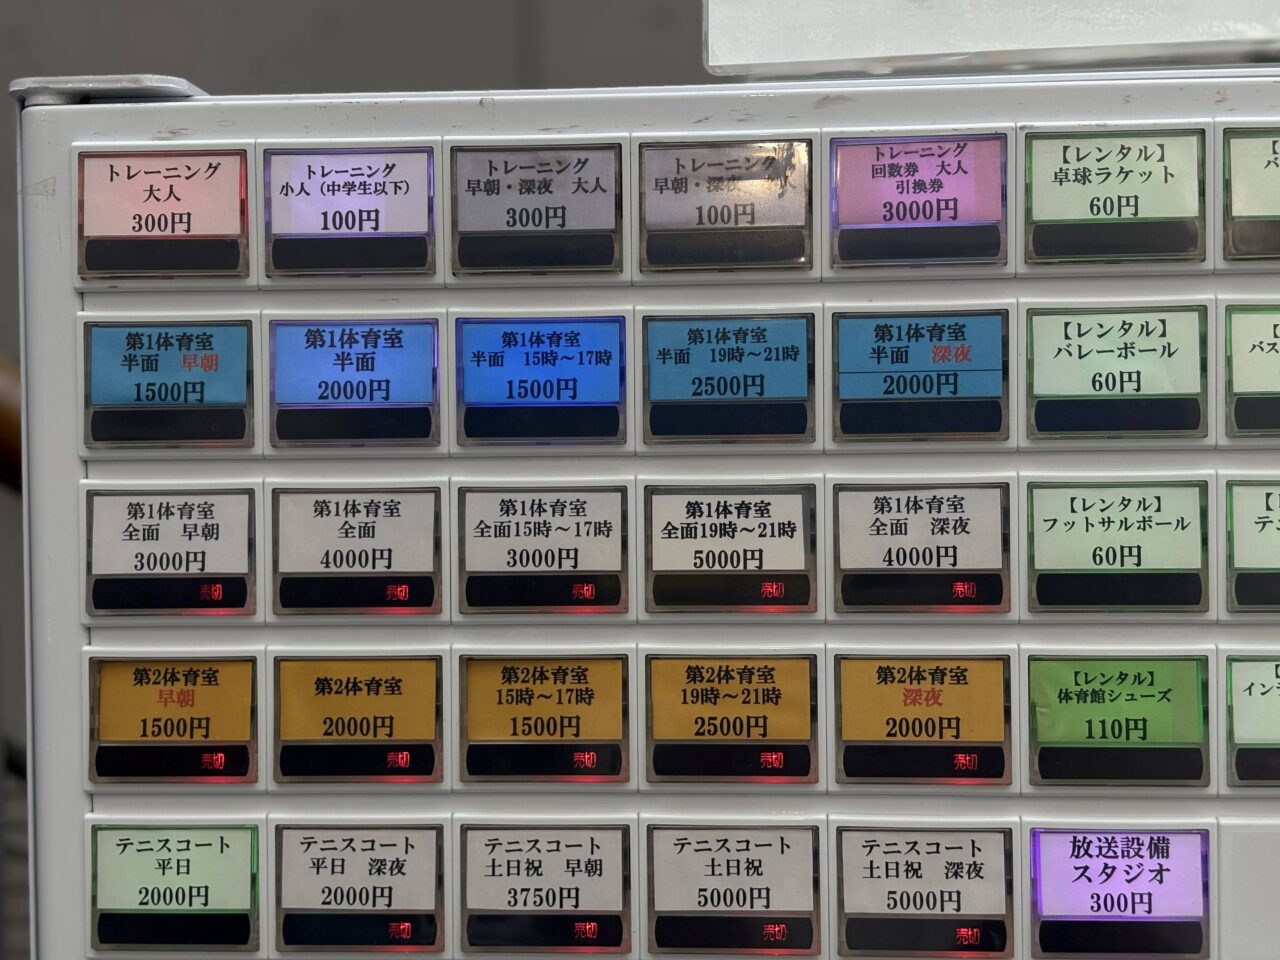 トレーニング
大人
300円
トレーニング
小人（中学生以下）
100円
トレーニング
早朝・深夜　大人
300円
トレーニング
早朝・深夜
100円
トレーニング
回数券　大人
引換券
3000円
【レンタル】
卓球ラケット
60円
第1体育室
半面　早朝
1500円
第1体育室
半面
2000円
第1体育室
半面　15時～17時
1500円
第1体育室
半面　19時～21時
2500円
第1体育室
半面　深夜
2000円
【レンタル】
バレーボール
60円
第1体育室
全面　早朝
3000円
売切
第1体育室
全面
4000円
売切
第1体育室
全面15時～17時
3000円
売切
第1体育室
全面19時～21時
5000円
売切
第1体育室
全面　深夜
4000円
売切
【レンタル】
フットサルボール
60円
第2体育室
早朝
1500円
売切
第2体育室
2000円
売切
第2体育室
15時～17時
1500円
売切
第2体育室
19時～21時
2500円
売切
第2体育室
深夜
2000円
売切
【レンタル】
体育館シューズ
110円
テニスコート
平日
2000円
テニスコート
平日　深夜
2000円
売切
テニスコート
土日祝　早朝
3750円
売切
テニスコート
土日祝
5000円
売切
テニスコート
土日祝　深夜
5000円
売切
放送設備
スタジオ
300円